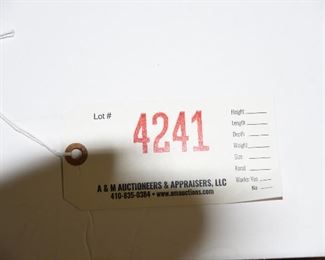 Lot # 4241
Height
Length
Depth
Weight
Size
Karat
Works: Yes
No
A & M AUCTIONEERS & APPRAISERS, LLC
410-835-0384 • www.amauctions.com